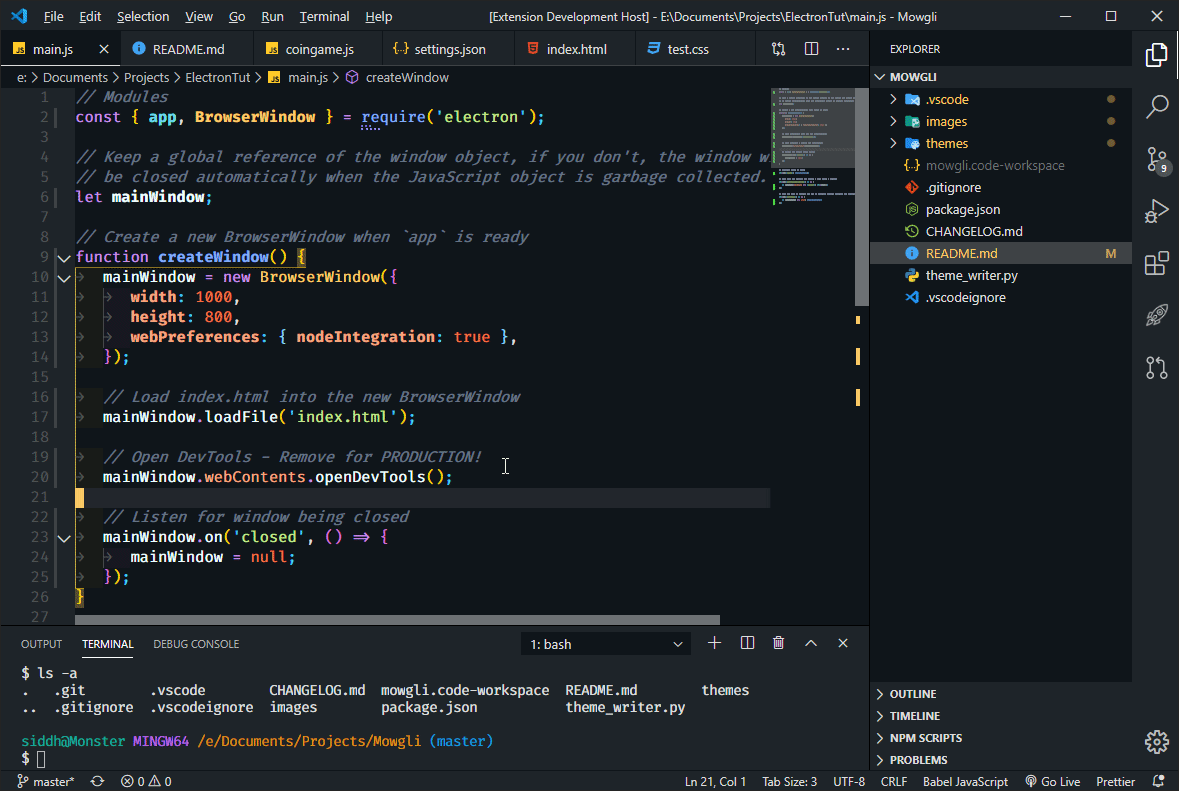 File Edit Selection View Go Run Terminal Help [Extension Development Host] - E:\Documents\Projects\ElectronTut\main.js - Mowgli
JS main.js README.md JS coingame.js {··} settings.json index.html test.css
EXPLORER
e: > Documents > Projects > ElectronTut > JS main.js > createWindow
1 // Modules
2 const { app, BrowserWindow } = require('electron');
3
4 // Keep a global reference of the window object, if you don't, the window w
5 // be closed automatically when the JavaScript object is garbage collected.
6 let mainWindow;
7
8 // Create a new BrowserWindow when `app` is ready
9 function createWindow() {
10 mainWindow = new BrowserWindow({
11 width: 1000,
12 height: 800,
13 webPreferences: { nodeIntegration: true },
14 });
15
16 // Load index.html into the new BrowserWindow
17 mainWindow.loadFile('index.html');
18
19 // Open DevTools - Remove for PRODUCTION!
20 mainWindow.webContents.openDevTools();
21
22 // Listen for window being closed
23 mainWindow.on('closed', () => {
24 mainWindow = null;
25 });
26 }
27
MOWGLI
.vscode
images
themes
{··} mowgli.code-workspace
.gitignore
package.json
CHANGELOG.md
README.md M
theme_writer.py
.vscodeignore
9
OUTLINE
TIMELINE
NPM SCRIPTS
PROBLEMS
OUTPUT TERMINAL DEBUG CONSOLE 1: bash
$ ls -a
. .git .vscode CHANGELOG.md mowgli.code-workspace README.md themes
.. .gitignore .vscodeignore images package.json theme_writer.py
siddh@Monster MINGW64 /e/Documents/Projects/Mowgli (master)
$
master* 0 0 Ln 21, Col 1 Tab Size: 3 UTF-8 CRLF Babel JavaScript Go Live Prettier